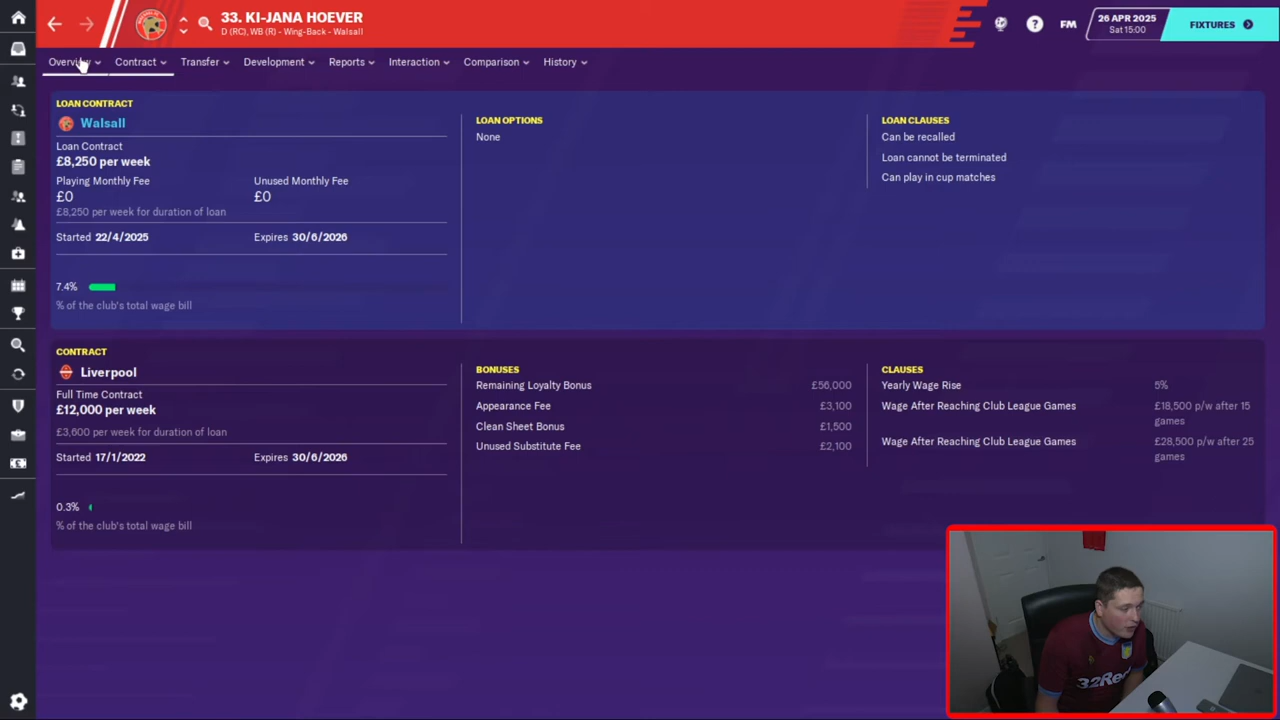 33. KI-JANA HOEVER
D (RC), WB (R) - Wing-Back - Walsall
FM
26 APR 2025
Sat 15:00
FIXTURES
Overview
Contract
Transfer
Development
Reports
Interaction
Comparison
History
LOAN CONTRACT
Walsall
Loan Contract
£8,250 per week
Playing Monthly Fee
Unused Monthly Fee
£0
£0
£8,250 per week for duration of loan
Started 22/4/2025
Expires 30/6/2026
7.4%
% of the club's total wage bill
LOAN OPTIONS
None
LOAN CLAUSES
Can be recalled
Loan cannot be terminated
Can play in cup matches
CONTRACT
Liverpool
Full Time Contract
£12,000 per week
£3,600 per week for duration of loan
Started 17/1/2022
Expires 30/6/2026
0.3%
% of the club's total wage bill
BONUSES
Remaining Loyalty Bonus £56,000
Appearance Fee £3,100
Clean Sheet Bonus £1,500
Unused Substitute Fee £2,100
CLAUSES
Yearly Wage Rise 5%
Wage After Reaching Club League Games £18,500 p/w after 15
games
Wage After Reaching Club League Games £28,500 p/w after 25
games
32Red